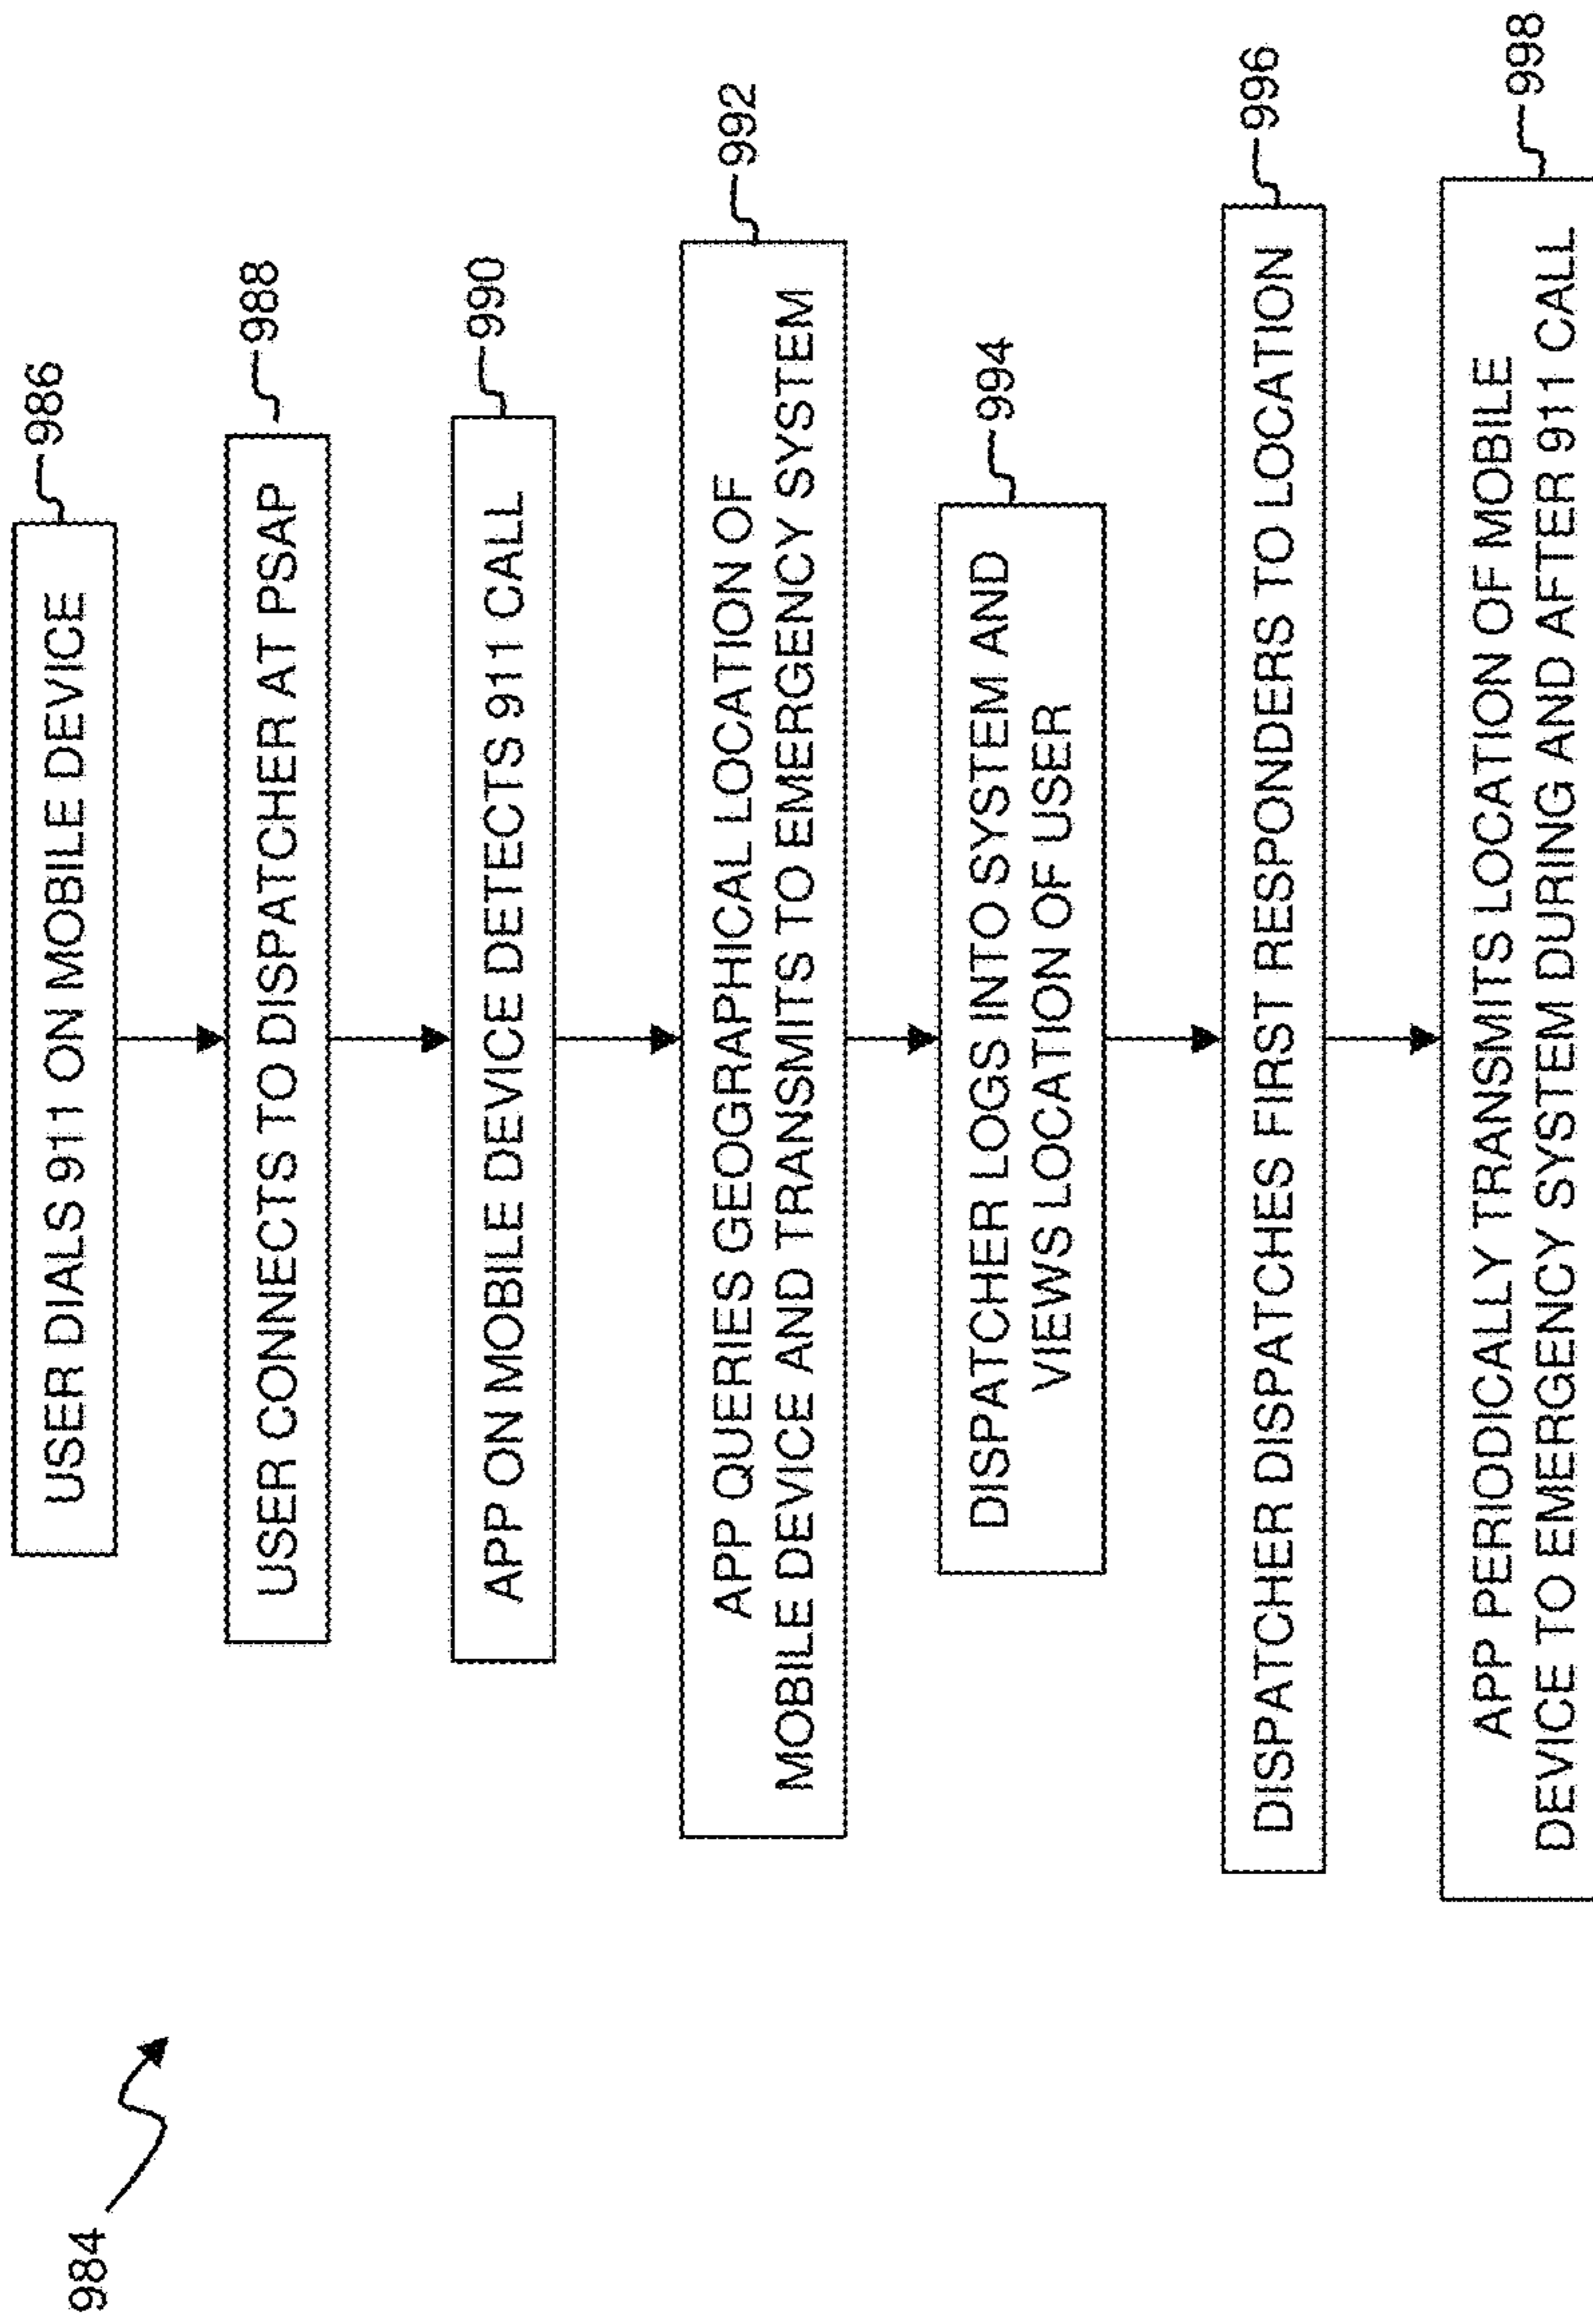 984
USER DIALS 911 ON MOBILE DEVICE
986
USER CONNECTS TO DISPATCHER AT PSAP
988
APP ON MOBILE DEVICE DETECTS 911 CALL
990
APP QUERIES GEOGRAPHICAL LOCATION OF
MOBILE DEVICE AND TRANSMITS TO EMERGENCY SYSTEM
992
DISPATCHER LOGS INTO SYSTEM AND
VIEWS LOCATION OF USER
994
DISPATCHER DISPATCHES FIRST RESPONDERS TO LOCATION
996
APP PERIODICALLY TRANSMITS LOCATION OF MOBILE
DEVICE TO EMERGENCY SYSTEM DURING AND AFTER 911 CALL
998